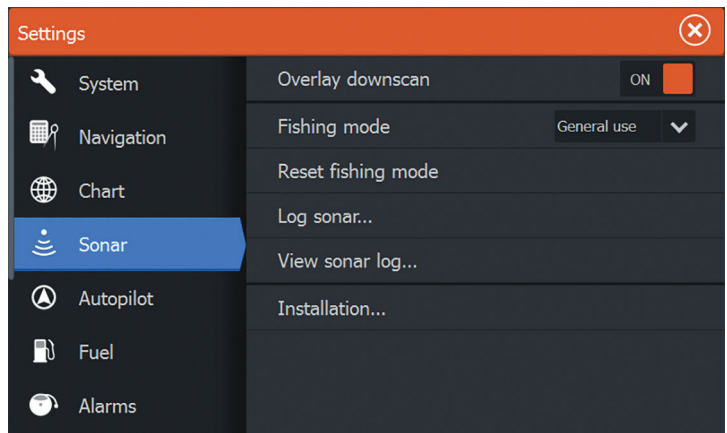 Settings
System
Navigation
Chart
Sonar
Autopilot
Fuel
Alarms
Overlay downscan ON
Fishing mode General use
Reset fishing mode
Log sonar...
View sonar log...
Installation...